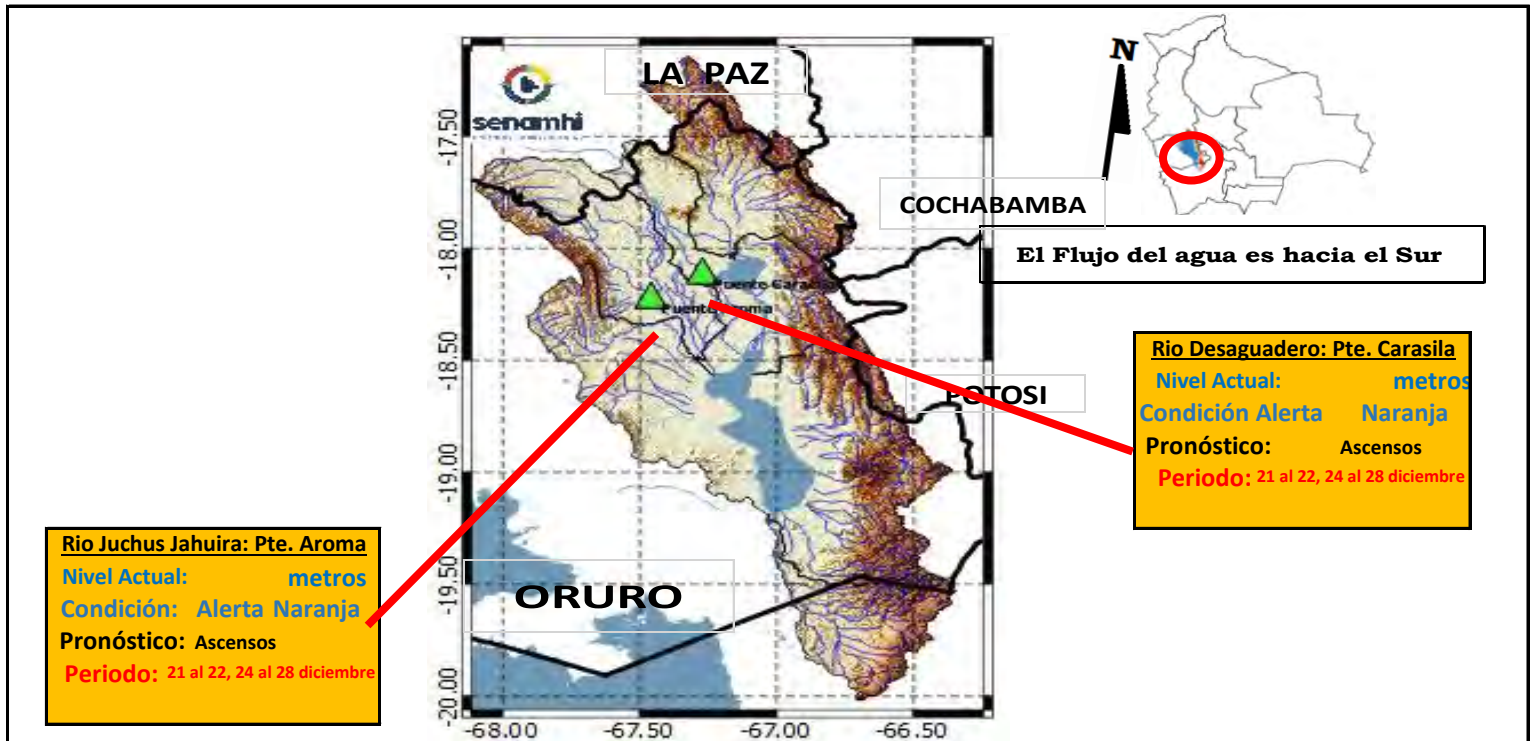 LA PAZ
senamhi
N
COCHABAMBA
El Flujo del agua es hacia el Sur
Puente
Puente
POTOSI
ORURO
Rio Desaguadero: Pte. Carasila
Nivel Actual: metros
Condición Alerta Naranja
Pronóstico: Ascensos
Periodo: 21 al 22, 24 al 28 diciembre
Rio Juchus Jahuira: Pte. Aroma
Nivel Actual: metros
Condición: Alerta Naranja
Pronóstico: Ascensos
Periodo: 21 al 22, 24 al 28 diciembre
-17.50
-18.00
-18.50
-19.00
-19.50
-20.00
-68.00 -67.50 -67.00 -66.50